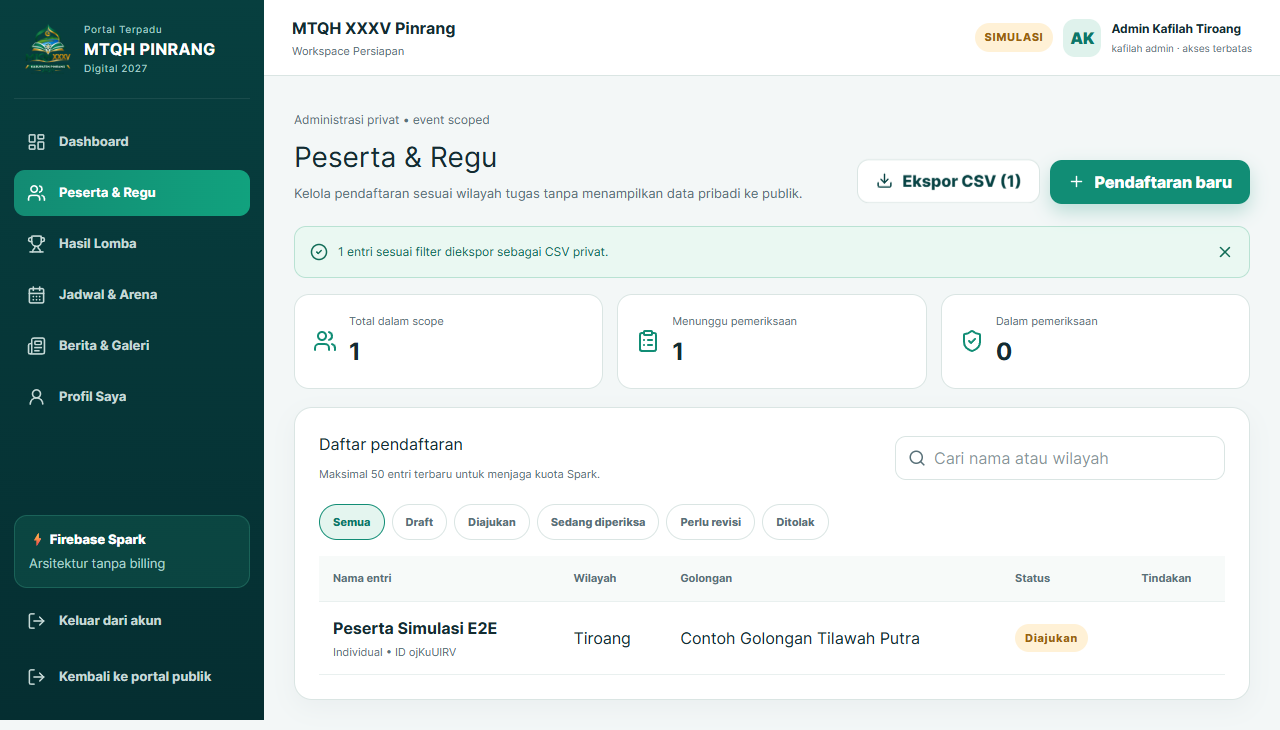 Portal Terpadu
MTQH PINRANG
Digital 2027
XXXV
Dashboard
Peserta & Regu
Hasil Lomba
Jadwal & Arena
Berita & Galeri
Profil Saya
Firebase Spark
Arsitektur tanpa billing
Keluar dari akun
Kembali ke portal publik
MTQH XXXV Pinrang
Workspace Persiapan
SIMULASI
AK
Admin Kafilah Tiroang
kafilah admin · akses terbatas
Administrasi privat • event scoped
Peserta & Regu
Kelola pendaftaran sesuai wilayah tugas tanpa menampilkan data pribadi ke publik.
Ekspor CSV (1)
Pendaftaran baru
1 entri sesuai filter diekspor sebagai CSV privat.
Total dalam scope
1
Menunggu pemeriksaan
1
Dalam pemeriksaan
0
Daftar pendaftaran
Maksimal 50 entri terbaru untuk menjaga kuota Spark.
Cari nama atau wilayah
Semua Draft Diajukan Sedang diperiksa Perlu revisi Ditolak
Nama entri Wilayah Golongan Status Tindakan
Peserta Simulasi E2E Tiroang Contoh Golongan Tilawah Putra Diajukan